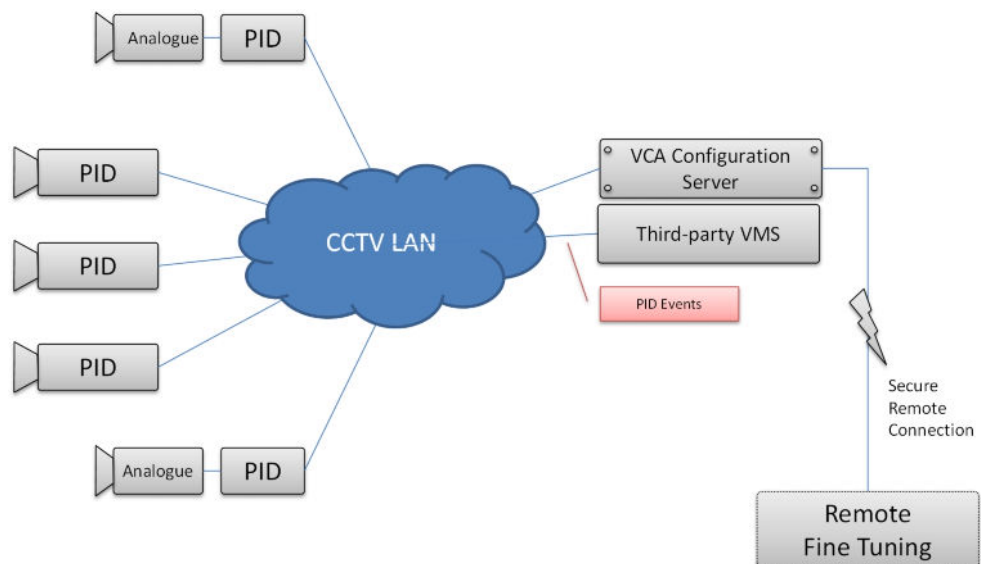 Analogue
PID
PID
PID
PID
Analogue
PID
CCTV LAN
VCA Configuration
Server
Third-party VMS
PID Events
Secure
Remote
Connection
Remote
Fine Tuning